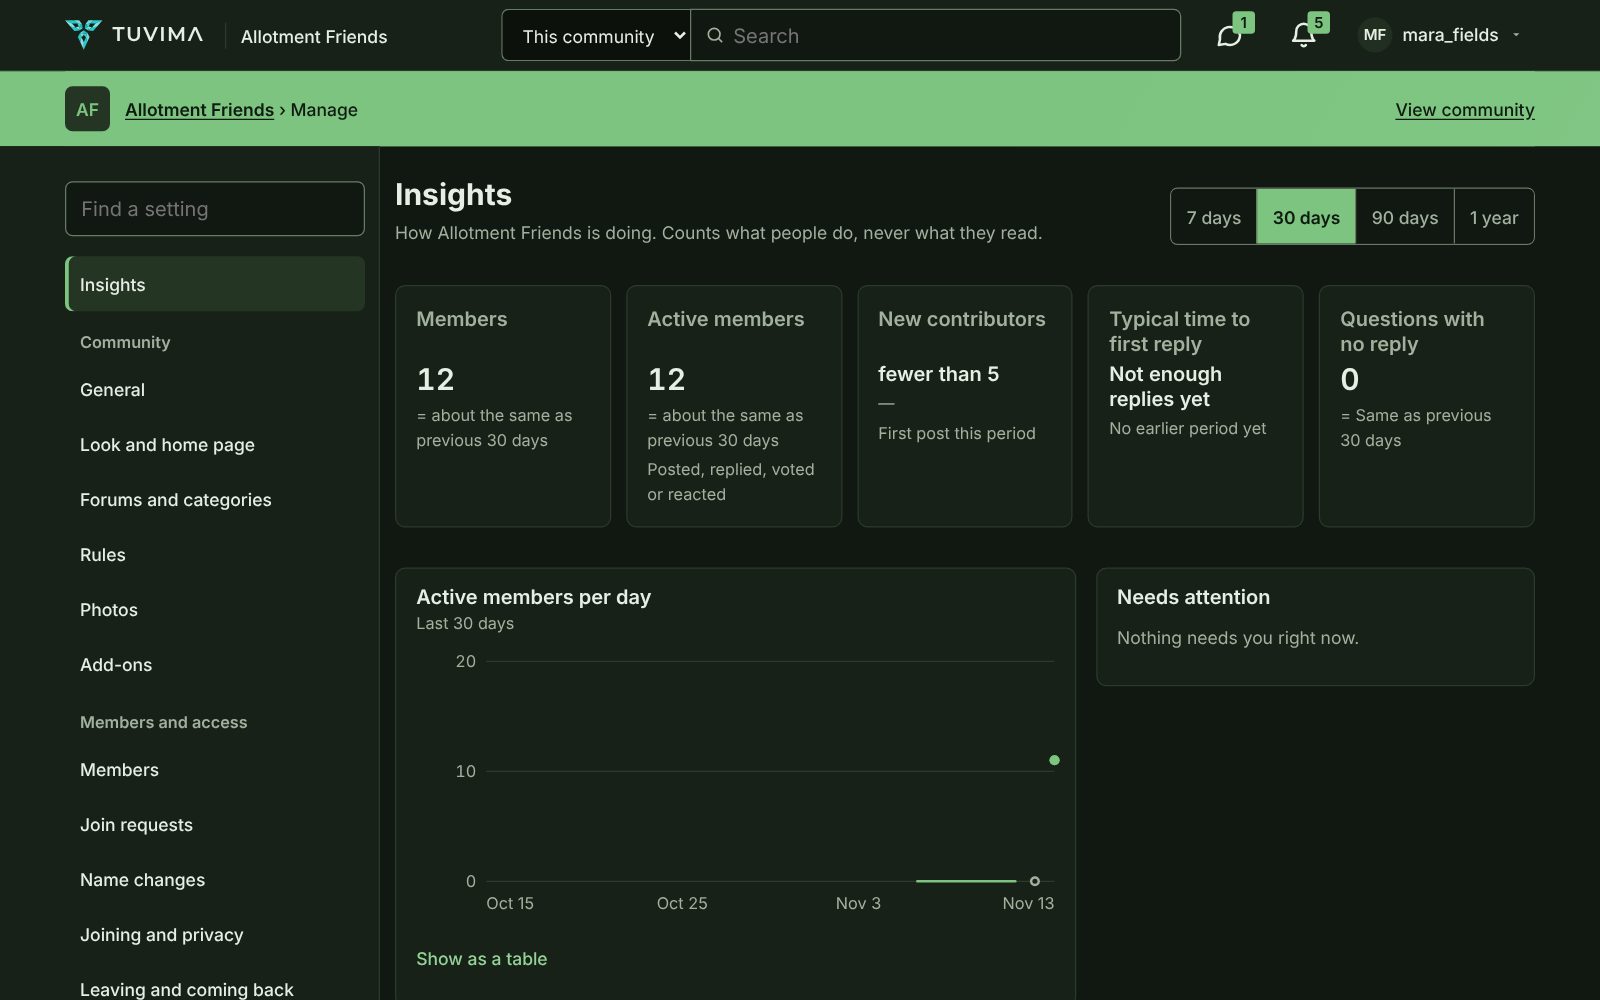 TUVIMA
Allotment Friends
This community
Search
1
5
MF
mara_fields
AF
Allotment Friends › Manage
View community
Find a setting
Insights
Community
General
Look and home page
Forums and categories
Rules
Photos
Add-ons
Members and access
Members
Join requests
Name changes
Joining and privacy
Leaving and coming back
Insights
How Allotment Friends is doing. Counts what people do, never what they read.
7 days
30 days
90 days
1 year
Members
12
= about the same as
previous 30 days
Active members
12
= about the same as
previous 30 days
Posted, replied, voted
or reacted
New contributors
fewer than 5
—
First post this period
Typical time to
first reply
Not enough
replies yet
No earlier period yet
Questions with
no reply
0
= Same as previous
30 days
Active members per day
Last 30 days
20
10
0
Oct 15
Oct 25
Nov 3
Nov 13
Show as a table
Needs attention
Nothing needs you right now.